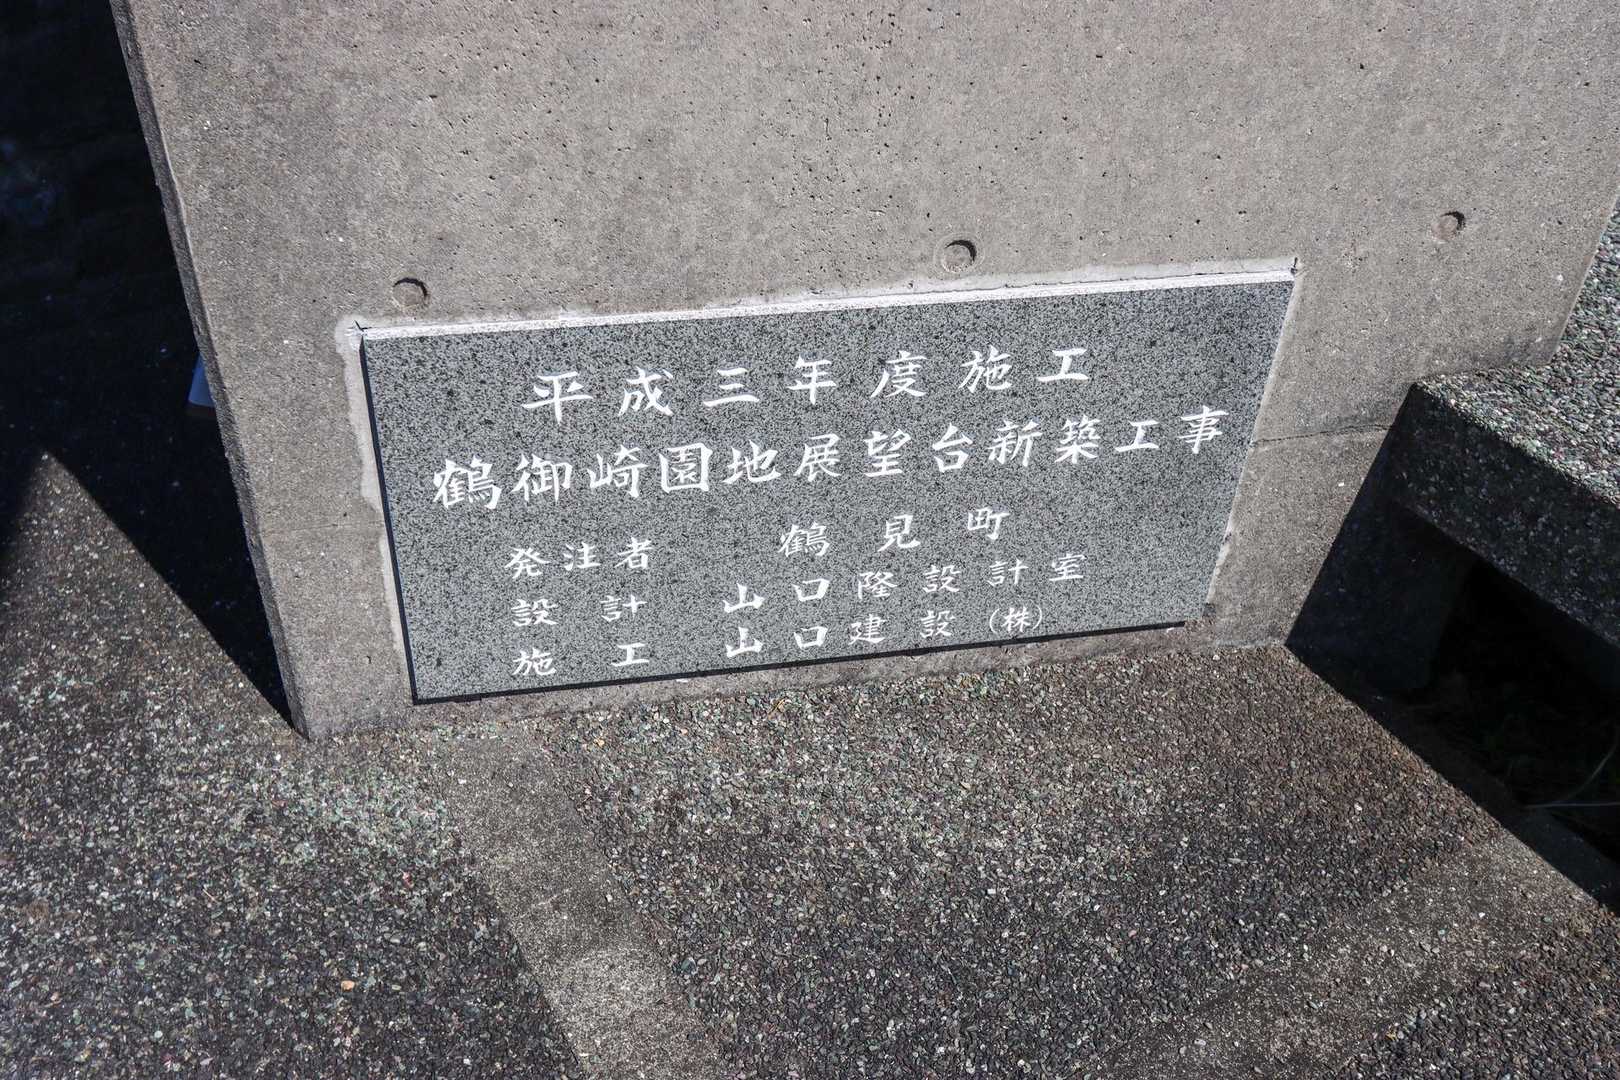 平成三年度施工
鶴御崎園地展望台新築工事
発注者 鶴見町
設計 山口隆設計室
施工 山口建設(株)